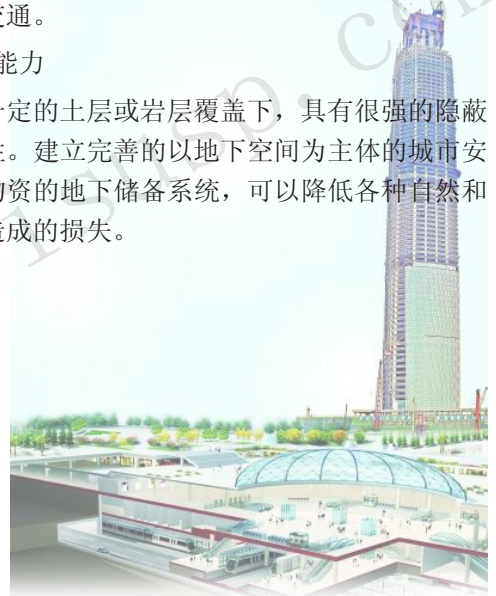 交通。
能力
定的土层或岩层覆盖下，具有很强的隐蔽
性。建立完善的以地下空间为主体的城市安
物资的地下储备系统，可以降低各种自然和
造成的损失。